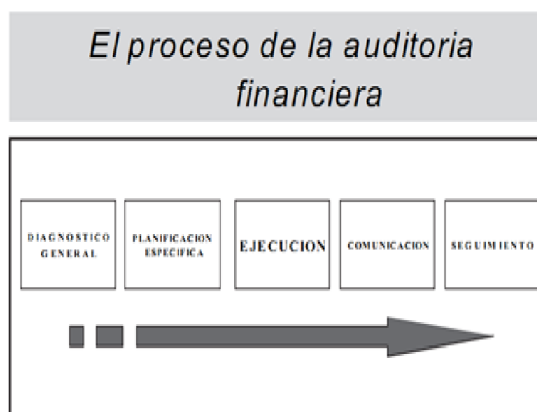 El proceso de la auditoria
financiera
DIAGNOSTICO
GENERAL
PLANIFICACION
ESPECIFICA
EJECUCION
COMUNICACION
SEGUIMIENTO